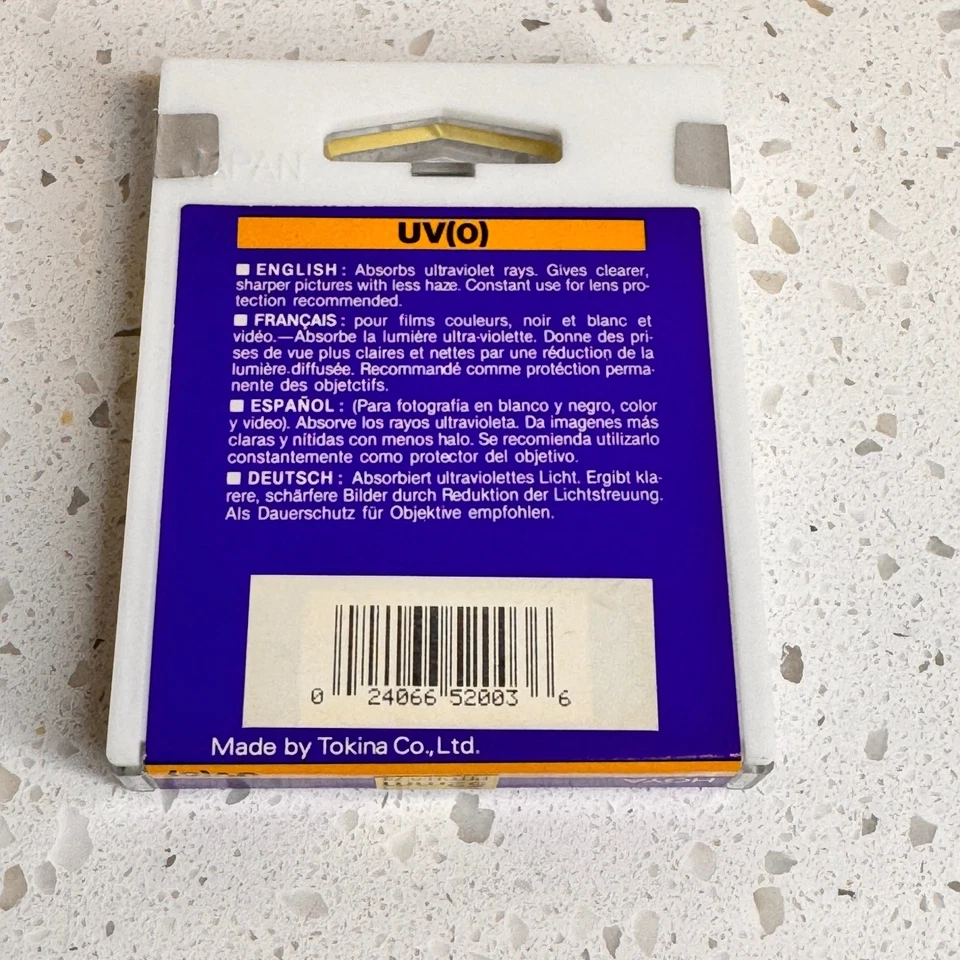 JAPAN
UV(O)
■ ENGLISH : Absorbs ultraviolet rays. Gives clearer,
sharper pictures with less haze. Constant use for lens pro-
tection recommended.
■ FRANÇAIS : pour films couleurs, noir et blanc et
vidéo.—Absorbe la lumière ultra-violette. Donne des pri-
ses de vue plus claires et nettes par une réduction de la
lumière diffusée. Recommandé comme protéction perma-
nente des objetctifs.
■ ESPAÑOL : (Para fotografía en blanco y negro, color
y video). Absorve los rayos ultravioleta. Da imagenes más
claras y nítidas con menos halo. Se recomienda utilizarlo
constantemente como protector del objetivo.
■ DEUTSCH : Absorbiert ultraviolettes Licht. Ergibt kla-
rere, schärfere Bilder durch Reduktion der Lichtstreuung.
Als Dauerschutz für Objektive empfohlen.
0 24066 52003 6
Made by Tokina Co., Ltd.
HOYA